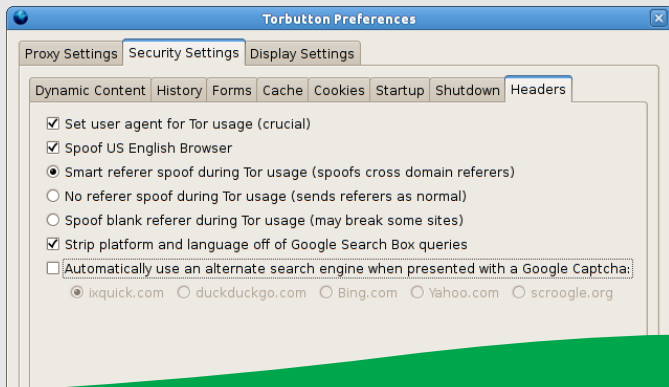 Torbutton Preferences
Proxy Settings Security Settings Display Settings
Dynamic Content History Forms Cache Cookies Startup Shutdown Headers
Set user agent for Tor usage (crucial)
Spoof US English Browser
Smart referer spoof during Tor usage (spoofs cross domain referers)
No referer spoof during Tor usage (sends referers as normal)
Spoof blank referer during Tor usage (may break some sites)
Strip platform and language off of Google Search Box queries
Automatically use an alternate search engine when presented with a Google Captcha:
ixquick.com duckduckgo.com Bing.com Yahoo.com scroogle.org